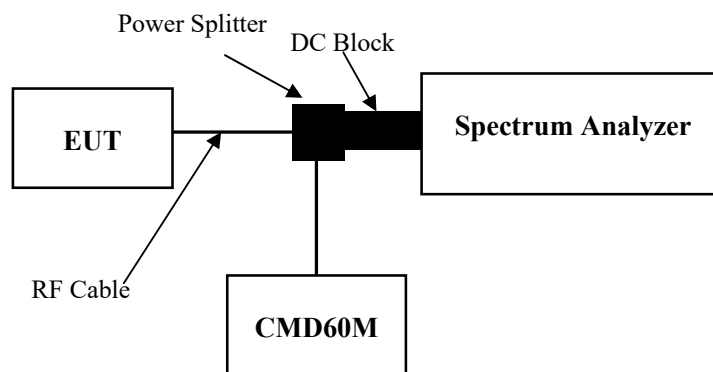 Power Splitter
DC Block
EUT
Spectrum Analyzer
RF Cable
CMD60M